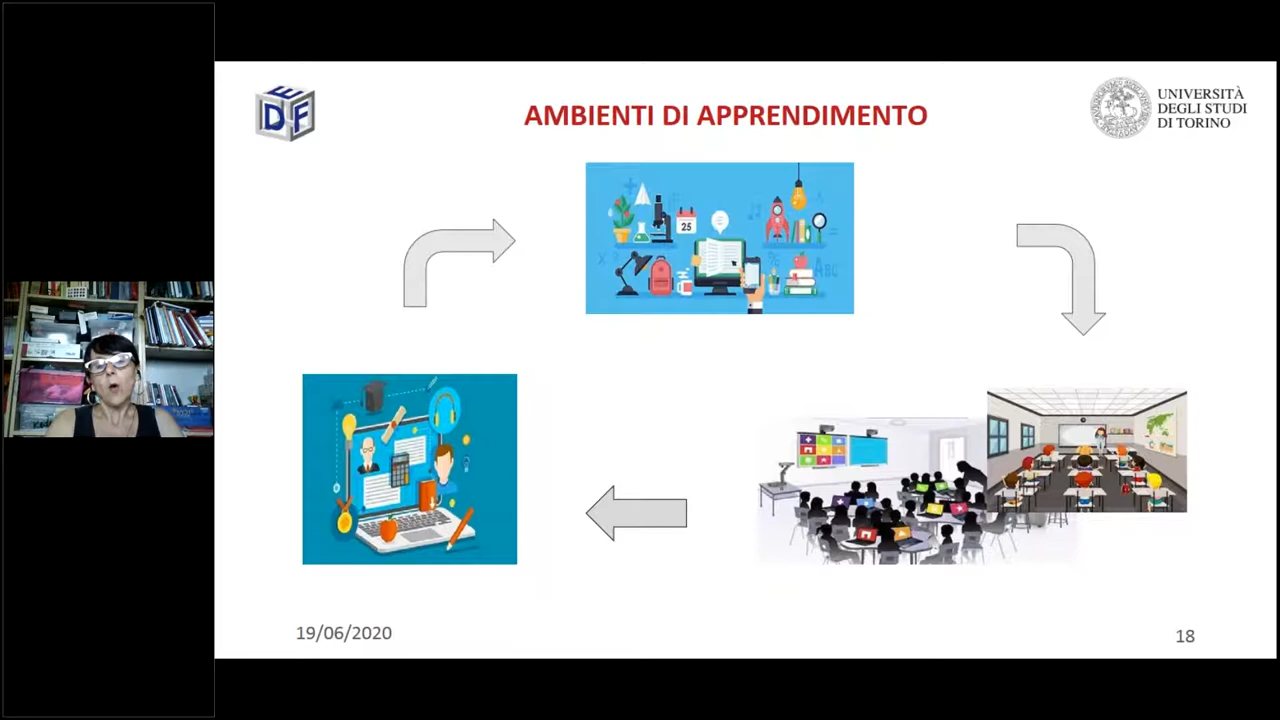 DEF
AMBIENTI DI APPRENDIMENTO
UNIVERSITÀ
DEGLI STUDI
DI TORINO
25
19/06/2020
18